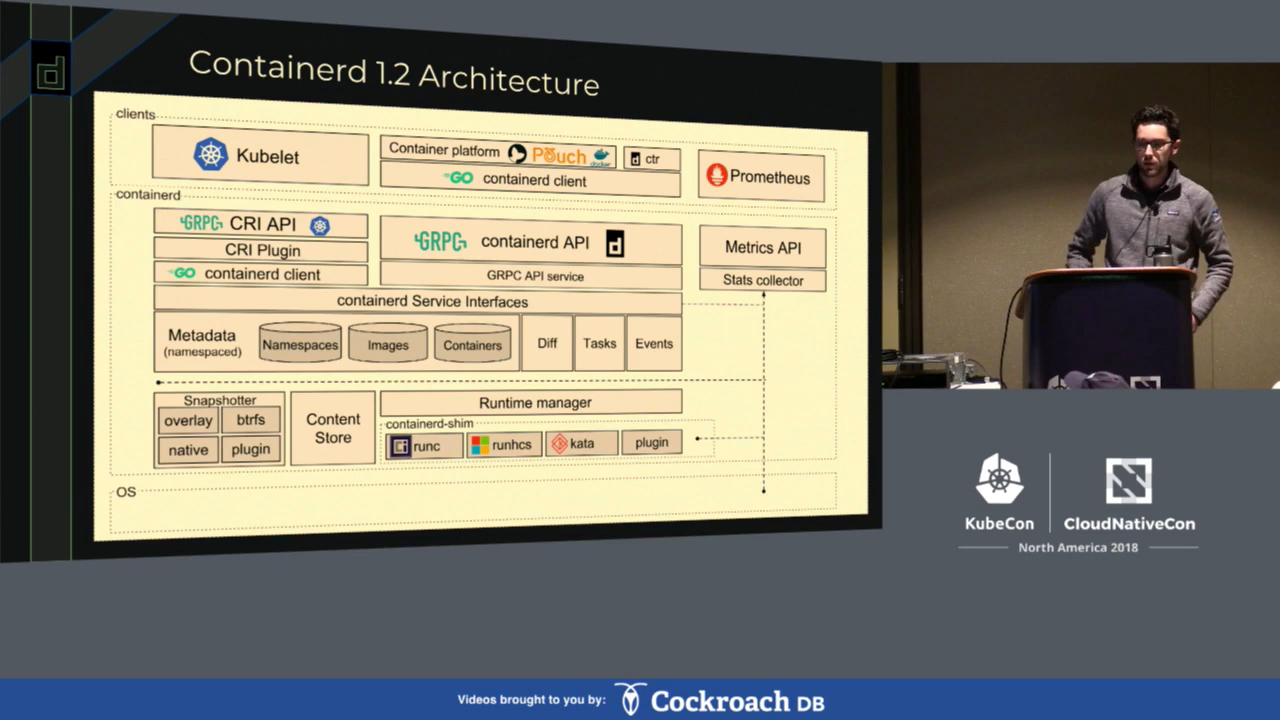 Containerd 1.2 Architecture
clients
Kubelet
Container platform Pouch docker
ctr
GO containerd client
Prometheus
containerd
GRPC CRI API
CRI Plugin
GO containerd client
GRPC containerd API
GRPC API service
Metrics API
Stats collector
containerd Service Interfaces
Metadata
(namespaced)
Namespaces
Images
Containers
Diff
Tasks
Events
Snapshotter
overlay
btrfs
native
plugin
Content
Store
Runtime manager
containerd-shim
runc
runhcs
kata
plugin
OS
KubeCon
CloudNativeCon
North America 2018
Videos brought to you by: Cockroach DB